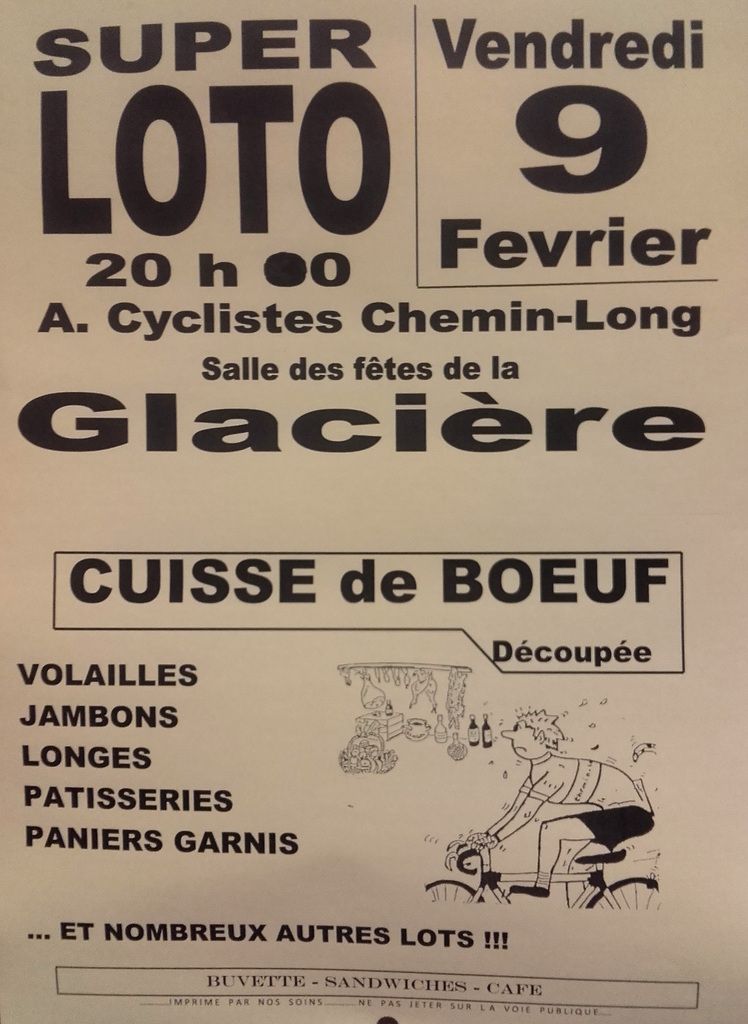 SUPER
LOTO
20 h 00
Vendredi
9
Fevrier
A. Cyclistes Chemin-Long
Salle des fêtes de la
Glacière
CUISSE de BOEUF
Découpée
VOLAILLES
JAMBONS
LONGES
PATISSERIES
PANIERS GARNIS
... ET NOMBREUX AUTRES LOTS !!!
BUVETTE - SANDWICHES - CAFE
IMPRIME PAR NOS SOINS.......... NE PAS JETER SUR LA VOIE PUBLIQUE....